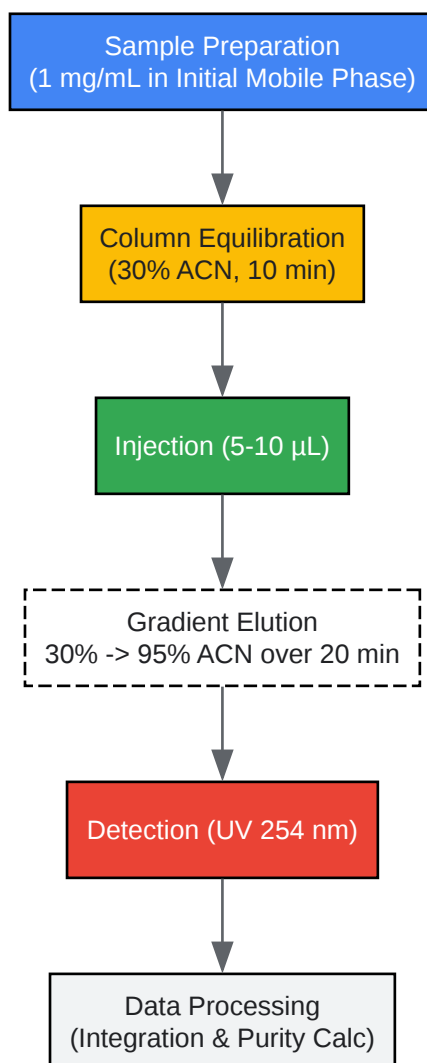 Sample Preparation
(1 mg/mL in Initial Mobile Phase)
Column Equilibration
(30% ACN, 10 min)
Injection (5-10 µL)
Gradient Elution
30% -> 95% ACN over 20 min
Detection (UV 254 nm)
Data Processing
(Integration & Purity Calc)